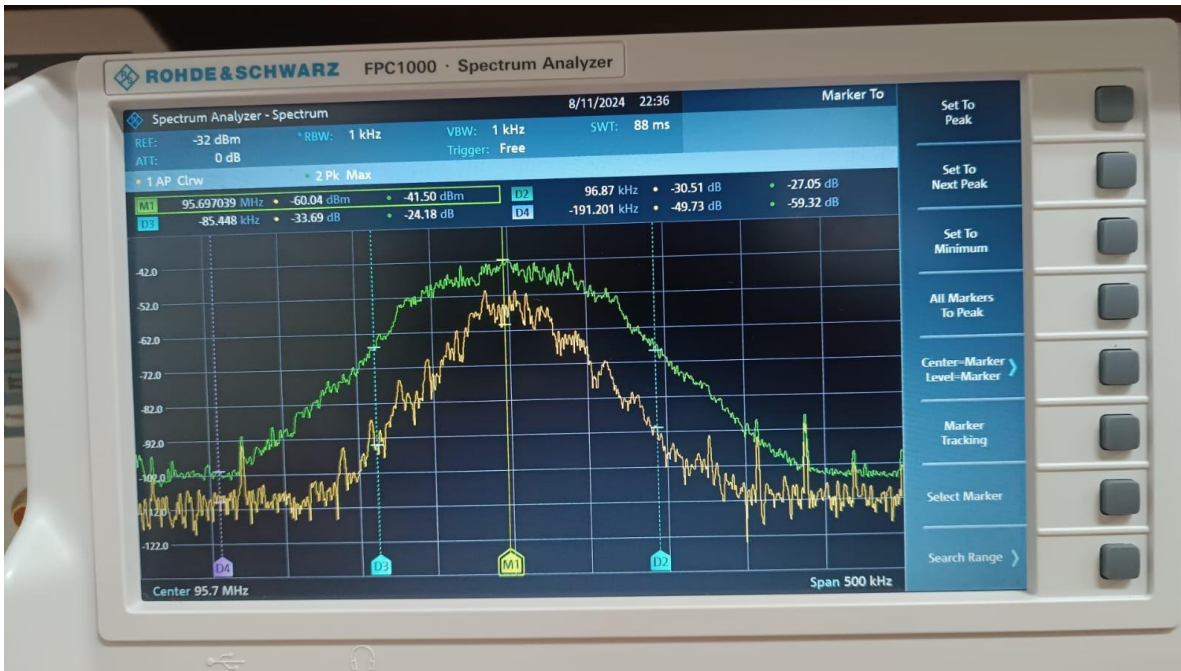 ROHDE&SCHWARZ FPC1000 · Spectrum Analyzer
Spectrum Analyzer - Spectrum 8/11/2024 22:36 Marker To
REF: -32 dBm *RBW: 1 kHz VBW: 1 kHz SWT: 88 ms
ATT: 0 dB Trigger: Free
1 AP Clrw 2 Pk Max
M1 95.697039 MHz -60.04 dBm -41.50 dBm D2 96.87 kHz -30.51 dB -27.05 dB
D3 -85.448 kHz -33.69 dB -24.18 dB D4 -191.201 kHz -49.73 dB -59.32 dB
-42.0
-52.0
-62.0
-72.0
-82.0
-92.0
-102.0
-112.0
-122.0
D4 D3 M1 D2
Center 95.7 MHz Span 500 kHz
Set To
Peak
Set To
Next Peak
Set To
Minimum
All Markers
To Peak
Center=Marker
Level=Marker
Marker
Tracking
Select Marker
Search Range